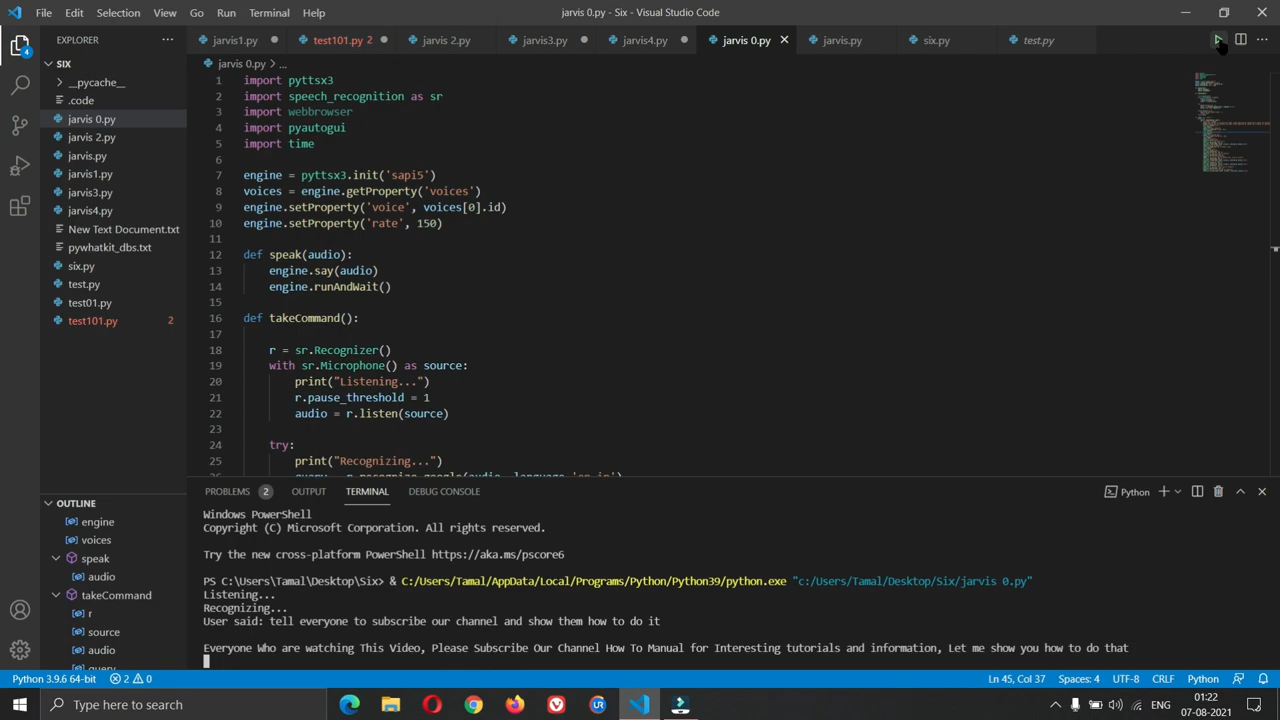 File Edit Selection View Go Run Terminal Help
jarvis 0.py - Six - Visual Studio Code
4
EXPLORER
jarvis1.py
test101.py 2
jarvis 2.py
jarvis3.py
jarvis4.py
jarvis 0.py
jarvis.py
six.py
test.py
SIX
__pycache__
.code
jarvis 0.py
jarvis 2.py
jarvis.py
jarvis1.py
jarvis3.py
jarvis4.py
New Text Document.txt
pywhatkit_dbs.txt
six.py
test.py
test01.py
test101.py 2
OUTLINE
engine
voices
speak
audio
takeCommand
r
source
audio
query
jarvis 0.py > ...
1 import pyttsx3
2 import speech_recognition as sr
3 import webbrowser
4 import pyautogui
5 import time
6
7 engine = pyttsx3.init('sapi5')
8 voices = engine.getProperty('voices')
9 engine.setProperty('voice', voices[0].id)
10 engine.setProperty('rate', 150)
11
12 def speak(audio):
13 engine.say(audio)
14 engine.runAndWait()
15
16 def takeCommand():
17
18 r = sr.Recognizer()
19 with sr.Microphone() as source:
20 print("Listening...")
21 r.pause_threshold = 1
22 audio = r.listen(source)
23
24 try:
25 print("Recognizing...")
PROBLEMS 2 OUTPUT TERMINAL DEBUG CONSOLE
Python
Windows PowerShell
Copyright (C) Microsoft Corporation. All rights reserved.
Try the new cross-platform PowerShell https://aka.ms/pscore6
PS C:\Users\Tamal\Desktop\Six> & C:/Users/Tamal/AppData/Local/Programs/Python/Python39/python.exe "c:/Users/Tamal/Desktop/Six/jarvis 0.py"
Listening...
Recognizing...
User said: tell everyone to subscribe our channel and show them how to do it
Everyone Who are watching This Video, Please Subscribe Our Channel How To Manual for Interesting tutorials and information, Let me show you how to do that
Python 3.9.6 64-bit 2 0
Ln 45, Col 37 Spaces: 4 UTF-8 CRLF Python
Type here to search
ENG
01:22
07-08-2021